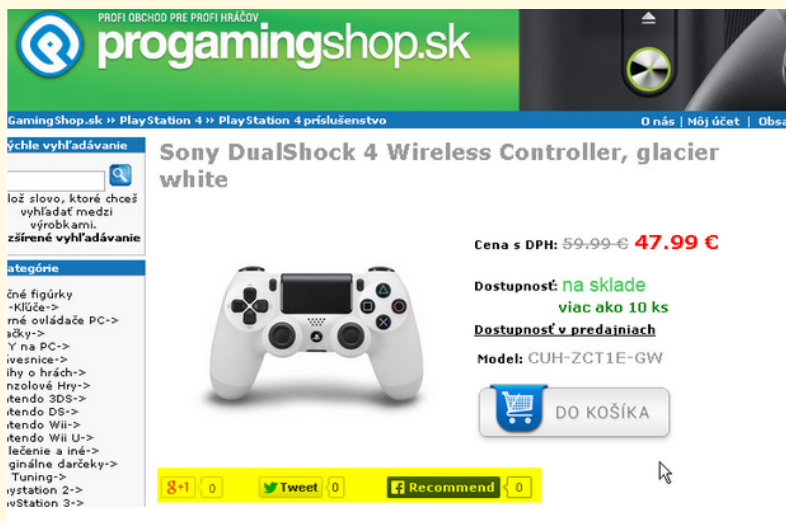 PROFI OBCHOD PRE PROFI HRÁČOV
progamingshop.sk
GamingShop.sk »» PlayStation 4 »» PlayStation 4 príslušenstvo
O nás | Môj účet | Obsa
ýchle vyhľadávanie
lož slovo, ktoré chceš
vyhľadať medzi
výrobkami.
zšírené vyhľadávanie
ategórie
čné figúrky
-Kľúče->
rné ovládače PC->
ačky->
Y na PC->
ávesnice->
ihy o hrách->
nzolové Hry->
ntendo 3DS->
ntendo DS->
ntendo Wii->
ntendo Wii U->
lečenie a iné->
iginálne darčeky->
Tuning->
aystation 2->
ayStation 3->
Sony DualShock 4 Wireless Controller, glacier
white
Cena s DPH: 59.99 € 47.99 €
Dostupnosť: na sklade
viac ako 10 ks
Dostupnosť v predajniach
Model: CUH-ZCT1E-GW
DO KOŠÍKA
g+1 0 Tweet 0 Recommend 0